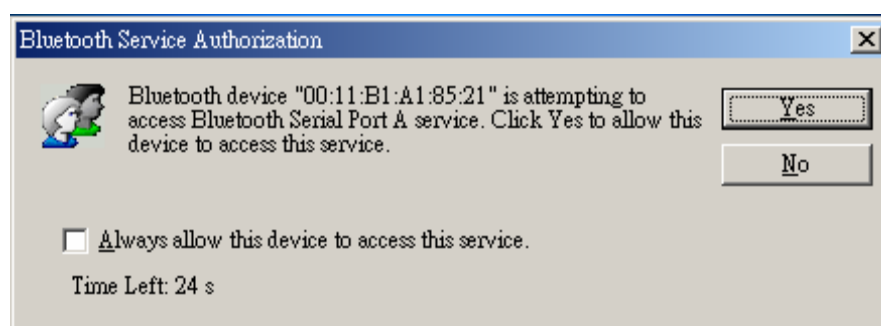 Bluetooth Service Authorization
Bluetooth device "00:11:B1:A1:85:21" is attempting to
access Bluetooth Serial Port A service. Click Yes to allow this
device to access this service.
Yes
No
Always allow this device to access this service.
Time Left: 24 s